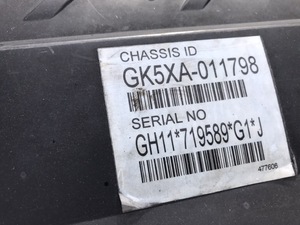 CHASSIS ID
GK5XA-011798
SERIAL NO
GH11*719589*G1*J
477606